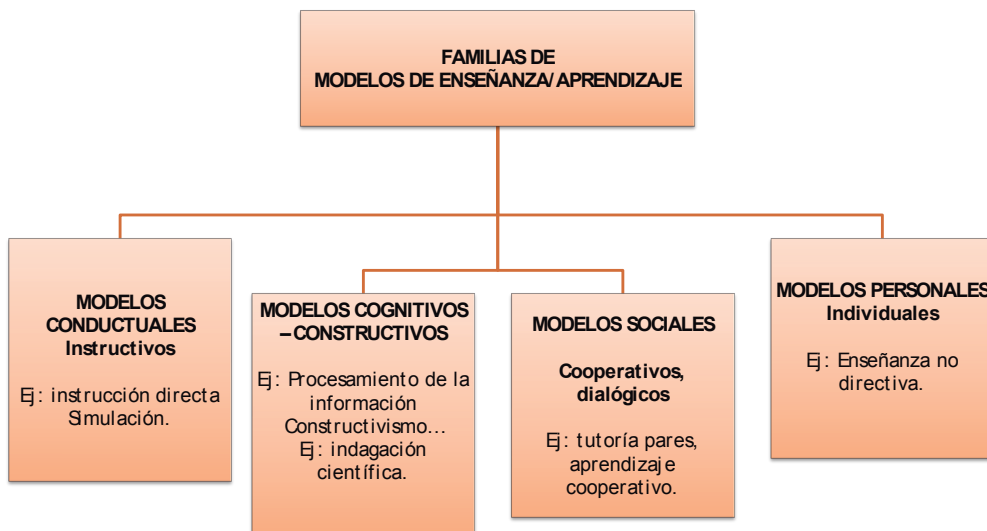 FAMILIAS DE
MODELOS DE ENSEÑANZA/ APRENDIZAJE
MODELOS
CONDUCTUALES
Instructivos
Ej: instrucción directa
Simulación.
MODELOS COGNITIVOS
– CONSTRUCTIVOS
Ej: Procesamiento de la
información
Constructivismo…
Ej: indagación
científica.
MODELOS SOCIALES
Cooperativos,
dialógicos
Ej: tutoría pares,
aprendizaje
cooperativo.
MODELOS PERSONALES
Individuales
Ej: Enseñanza no
directiva.